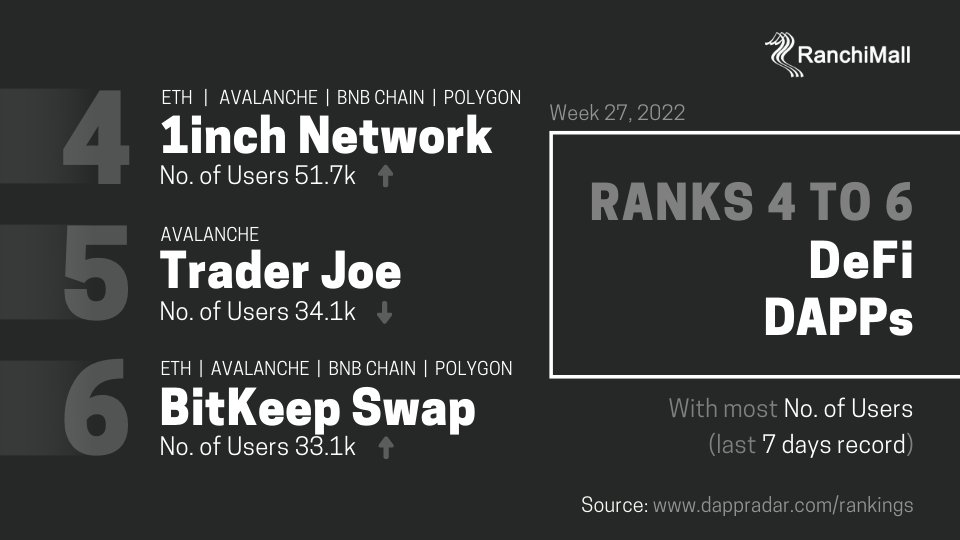 RanchiMall
Week 27, 2022
RANKS 4 TO 6
DeFi
DAPPs
With most No. of Users
(last 7 days record)
4
ETH | AVALANCHE | BNB CHAIN | POLYGON
1inch Network
No. of Users 51.7k
5
AVALANCHE
Trader Joe
No. of Users 34.1k
6
ETH | AVALANCHE | BNB CHAIN | POLYGON
BitKeep Swap
No. of Users 33.1k
Source: www.dappradar.com/rankings